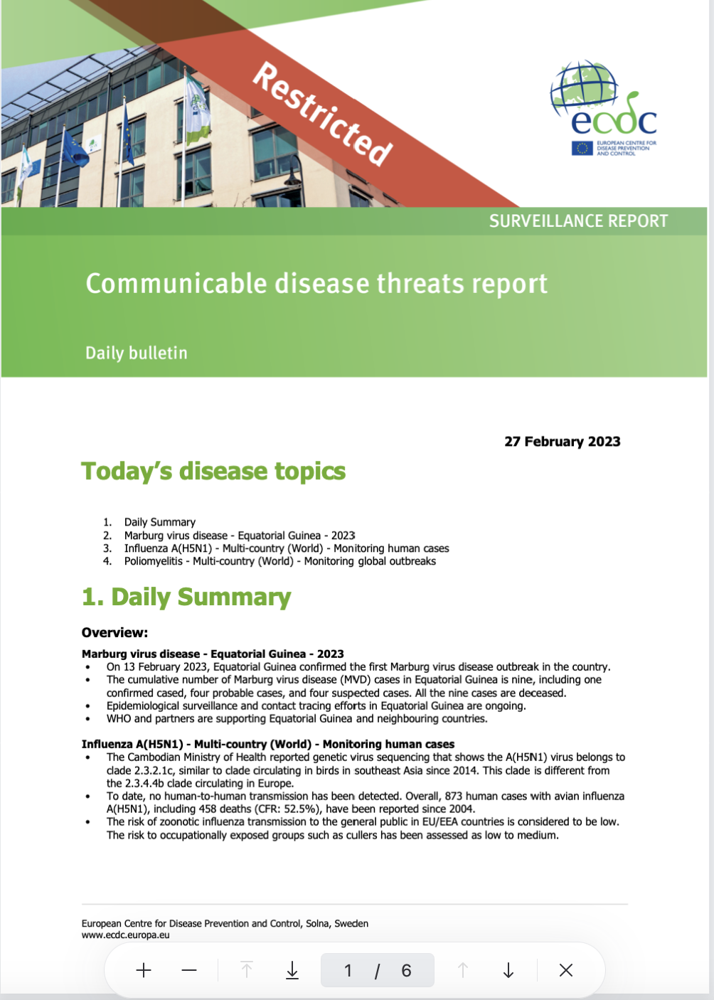 Restricted
ecdc
EUROPEAN CENTRE FOR
DISEASE PREVENTION
AND CONTROL
SURVEILLANCE REPORT
Communicable disease threats report
Daily bulletin
27 February 2023
Today's disease topics
1. Daily Summary
2. Marburg virus disease - Equatorial Guinea - 2023
3. Influenza A(H5N1) - Multi-country (World) - Monitoring human cases
4. Poliomyelitis - Multi-country (World) - Monitoring global outbreaks
1. Daily Summary
Overview:
Marburg virus disease - Equatorial Guinea - 2023
• On 13 February 2023, Equatorial Guinea confirmed the first Marburg virus disease outbreak in the country.
• The cumulative number of Marburg virus disease (MVD) cases in Equatorial Guinea is nine, including one
confirmed cased, four probable cases, and four suspected cases. All the nine cases are deceased.
• Epidemiological surveillance and contact tracing efforts in Equatorial Guinea are ongoing.
• WHO and partners are supporting Equatorial Guinea and neighbouring countries.
Influenza A(H5N1) - Multi-country (World) - Monitoring human cases
• The Cambodian Ministry of Health reported genetic virus sequencing that shows the A(H5N1) virus belongs to
clade 2.3.2.1c, similar to clade circulating in birds in southeast Asia since 2014. This clade is different from
the 2.3.4.4b clade circulating in Europe.
• To date, no human-to-human transmission has been detected. Overall, 873 human cases with avian influenza
A(H5N1), including 458 deaths (CFR: 52.5%), have been reported since 2004.
• The risk of zoonotic influenza transmission to the general public in EU/EEA countries is considered to be low.
The risk to occupationally exposed groups such as cullers has been assessed as low to medium.
European Centre for Disease Prevention and Control, Solna, Sweden
www.ecdc.europa.eu
1 / 6